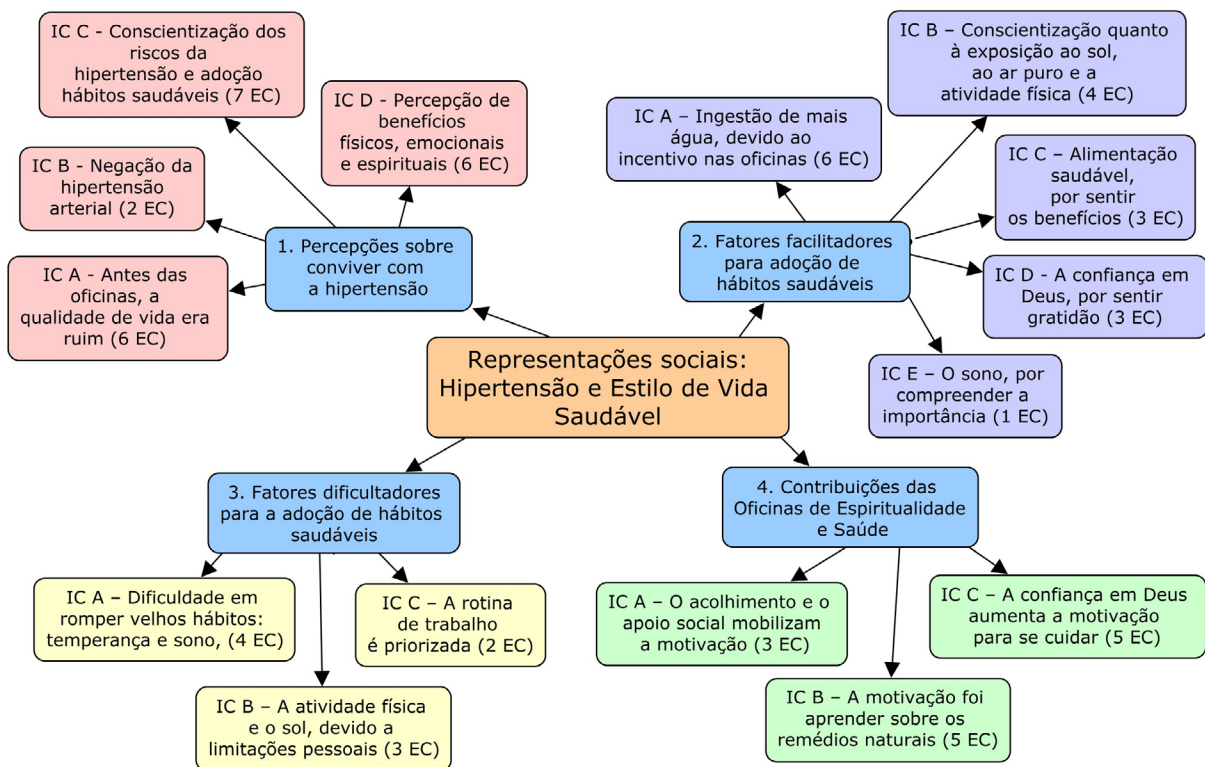 IC C - Conscientização dos
riscos da
hipertensão e adoção
hábitos saudáveis (7 EC)
IC D - Percepção de
benefícios
físicos, emocionais
e espirituais (6 EC)
IC B - Negação da
hipertensão
arterial (2 EC)
IC A - Antes das
oficinas, a
qualidade de vida era
ruim (6 EC)
1. Percepções sobre
conviver com
a hipertensão
IC B – Conscientização quanto
à exposição ao sol,
ao ar puro e a
atividade física (4 EC)
IC A – Ingestão de mais
água, devido ao
incentivo nas oficinas (6 EC)
IC C – Alimentação
saudável,
por sentir
os benefícios (3 EC)
2. Fatores facilitadores
para adoção de
hábitos saudáveis
IC D - A confiança em
Deus, por sentir
gratidão (3 EC)
IC E – O sono, por
compreender a
importância (1 EC)
Representações sociais:
Hipertensão e Estilo de Vida
Saudável
3. Fatores dificultadores
para a adoção de hábitos
saudáveis
IC A – Dificuldade em
romper velhos hábitos:
temperança e sono, (4 EC)
IC C – A rotina
de trabalho
é priorizada (2 EC)
IC B – A atividade física
e o sol, devido a
limitações pessoais (3 EC)
4. Contribuições das
Oficinas de Espiritualidade
e Saúde
IC A – O acolhimento e o
apoio social mobilizam
a motivação (3 EC)
IC C – A confiança em Deus
aumenta a motivação
para se cuidar (5 EC)
IC B – A motivação foi
aprender sobre os
remédios naturais (5 EC)